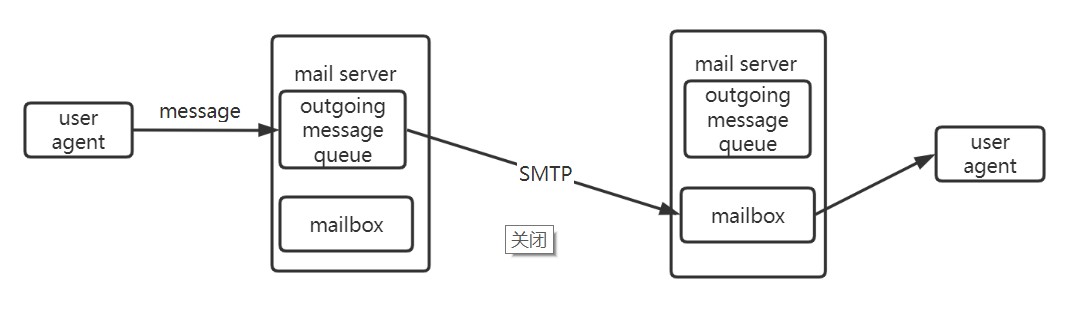 user
agent
message
mail server
outgoing
message
queue
mailbox
SMTP
关闭
mail server
outgoing
message
queue
mailbox
user
agent